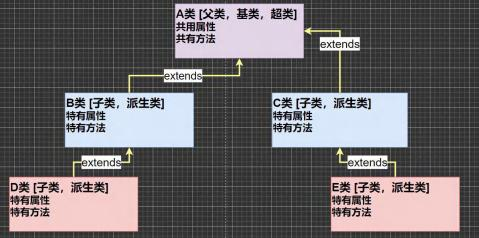 A类 [父类，基类，超类]
共用属性
共有方法
extends
extends
B类 [子类，派生类]
特有属性
特有方法
C类 [子类，派生类]
特有属性
特有方法
extends
extends
D类 [子类，派生类]
特有属性
特有方法
E类 [子类，派生类]
特有属性
特有方法